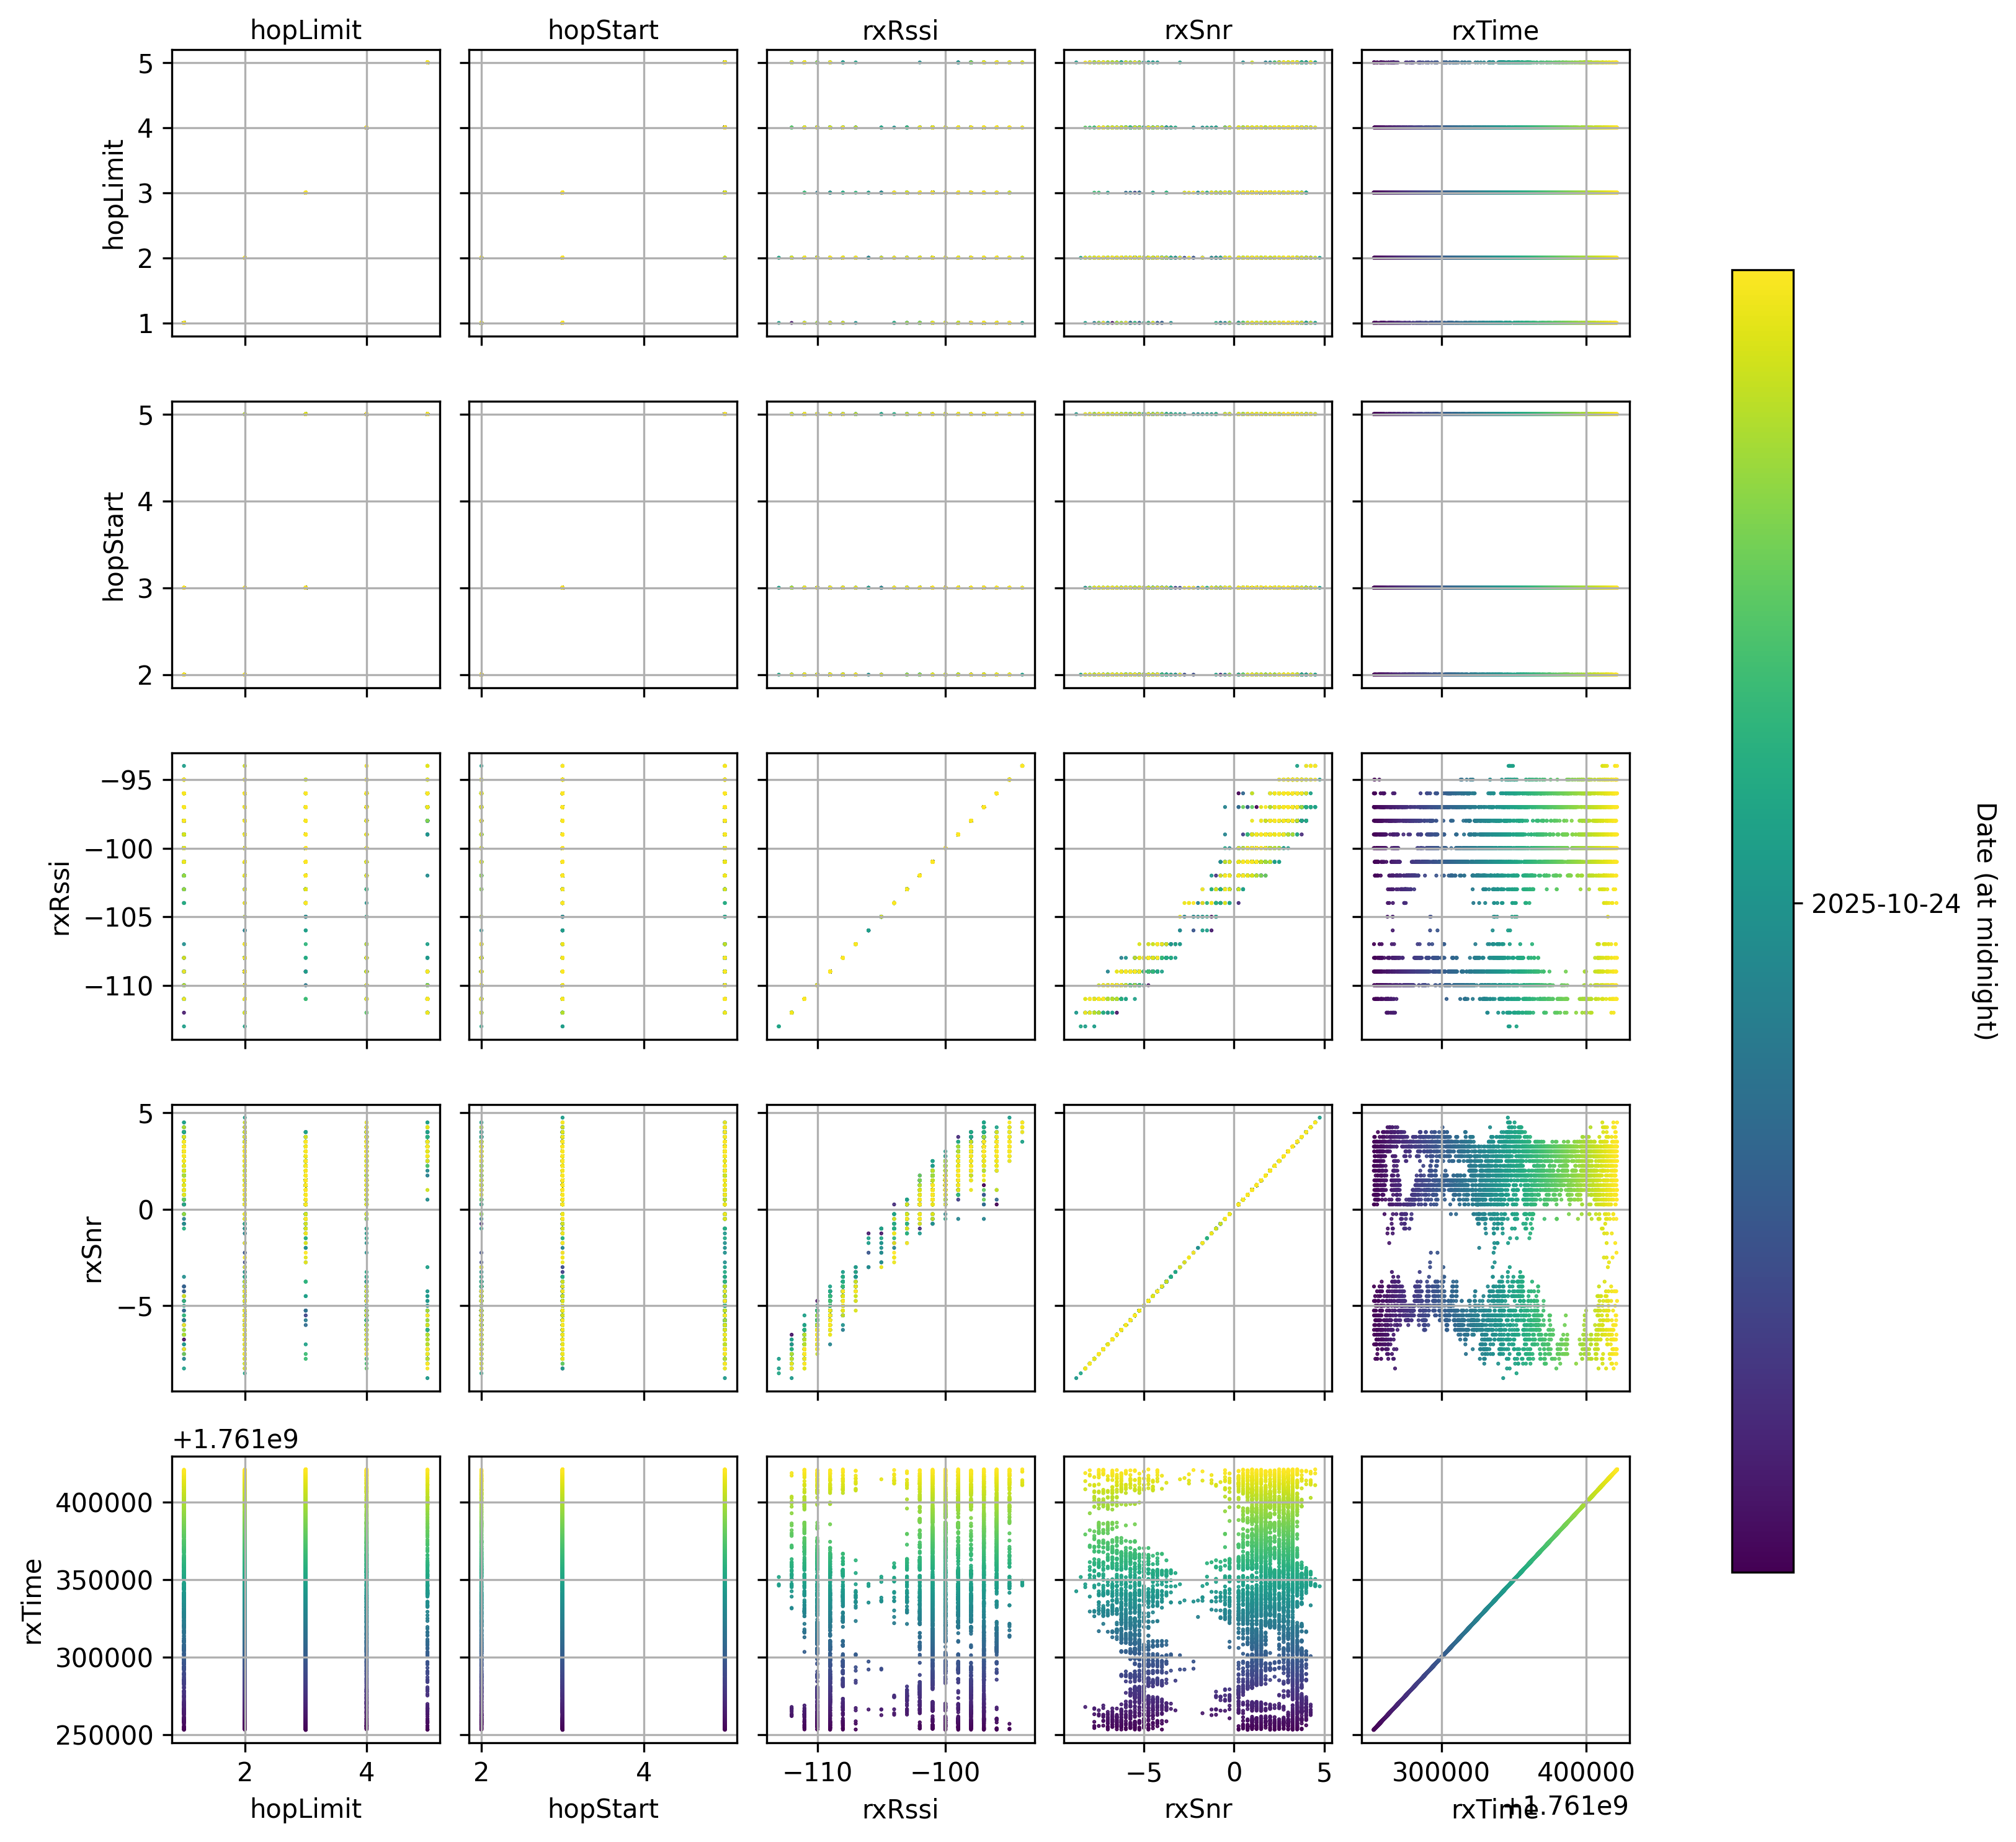 hopLimit hopStart rxRssi rxSnr rxTime
hopLimit
5
4
3
2
1
hopStart
5
4
3
2
rxRssi
−95
−100
−105
−110
rxSnr
5
0
−5
+1.761e9
rxTime
400000
350000
300000
250000
2 4 2 4 −110 −100 −5 0 5 300000 400000
hopLimit hopStart rxRssi rxSnr rxTime +1.761e9
2025-10-24
Date (at midnight)